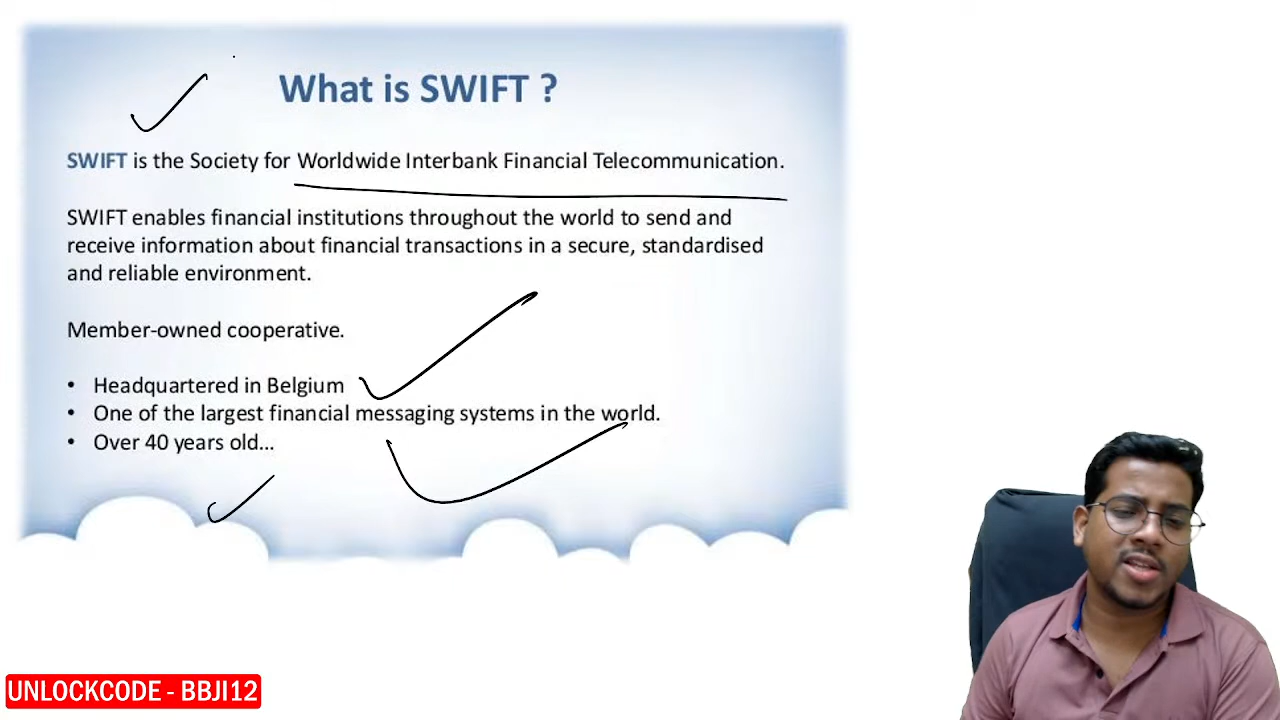 What is SWIFT ?
SWIFT is the Society for Worldwide Interbank Financial Telecommunication.
SWIFT enables financial institutions throughout the world to send and
receive information about financial transactions in a secure, standardised
and reliable environment.
Member-owned cooperative.
• Headquartered in Belgium
• One of the largest financial messaging systems in the world.
• Over 40 years old...
UNLOCKCODE - BBJI12